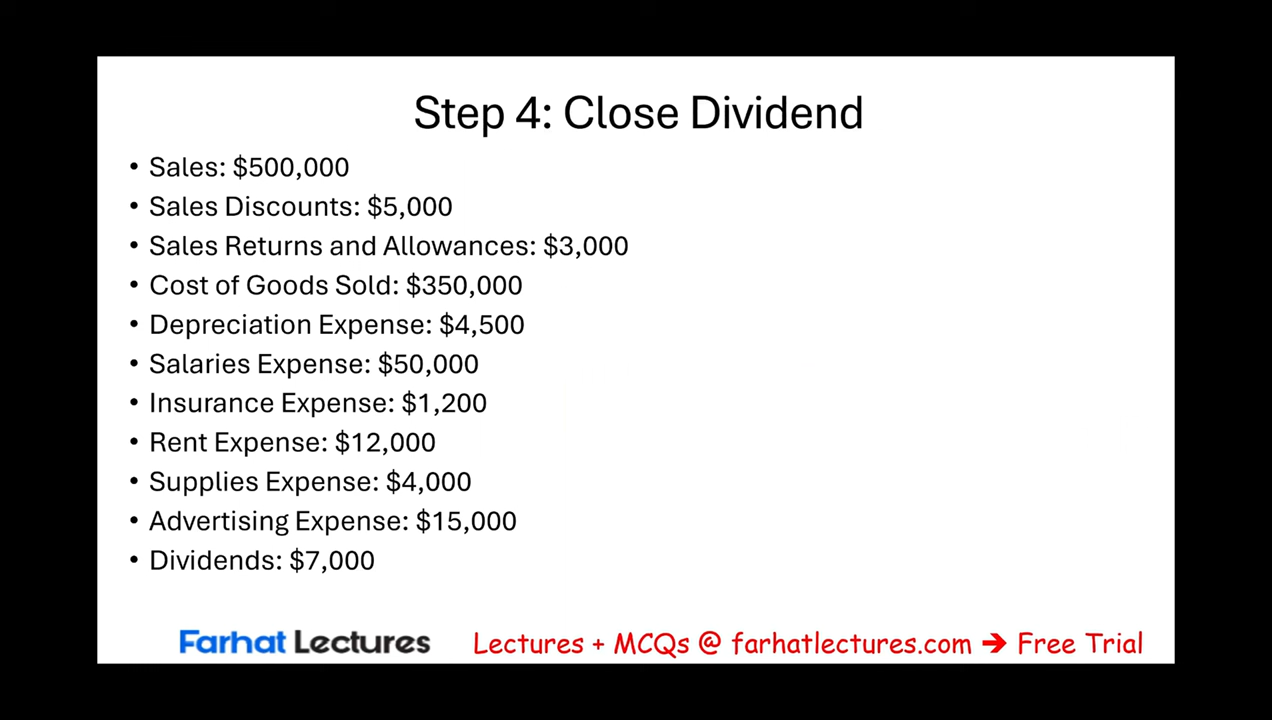 Step 4: Close Dividend
• Sales: $500,000
• Sales Discounts: $5,000
• Sales Returns and Allowances: $3,000
• Cost of Goods Sold: $350,000
• Depreciation Expense: $4,500
• Salaries Expense: $50,000
• Insurance Expense: $1,200
• Rent Expense: $12,000
• Supplies Expense: $4,000
• Advertising Expense: $15,000
• Dividends: $7,000
Farhat Lectures Lectures + MCQs @ farhatlectures.com ➔ Free Trial